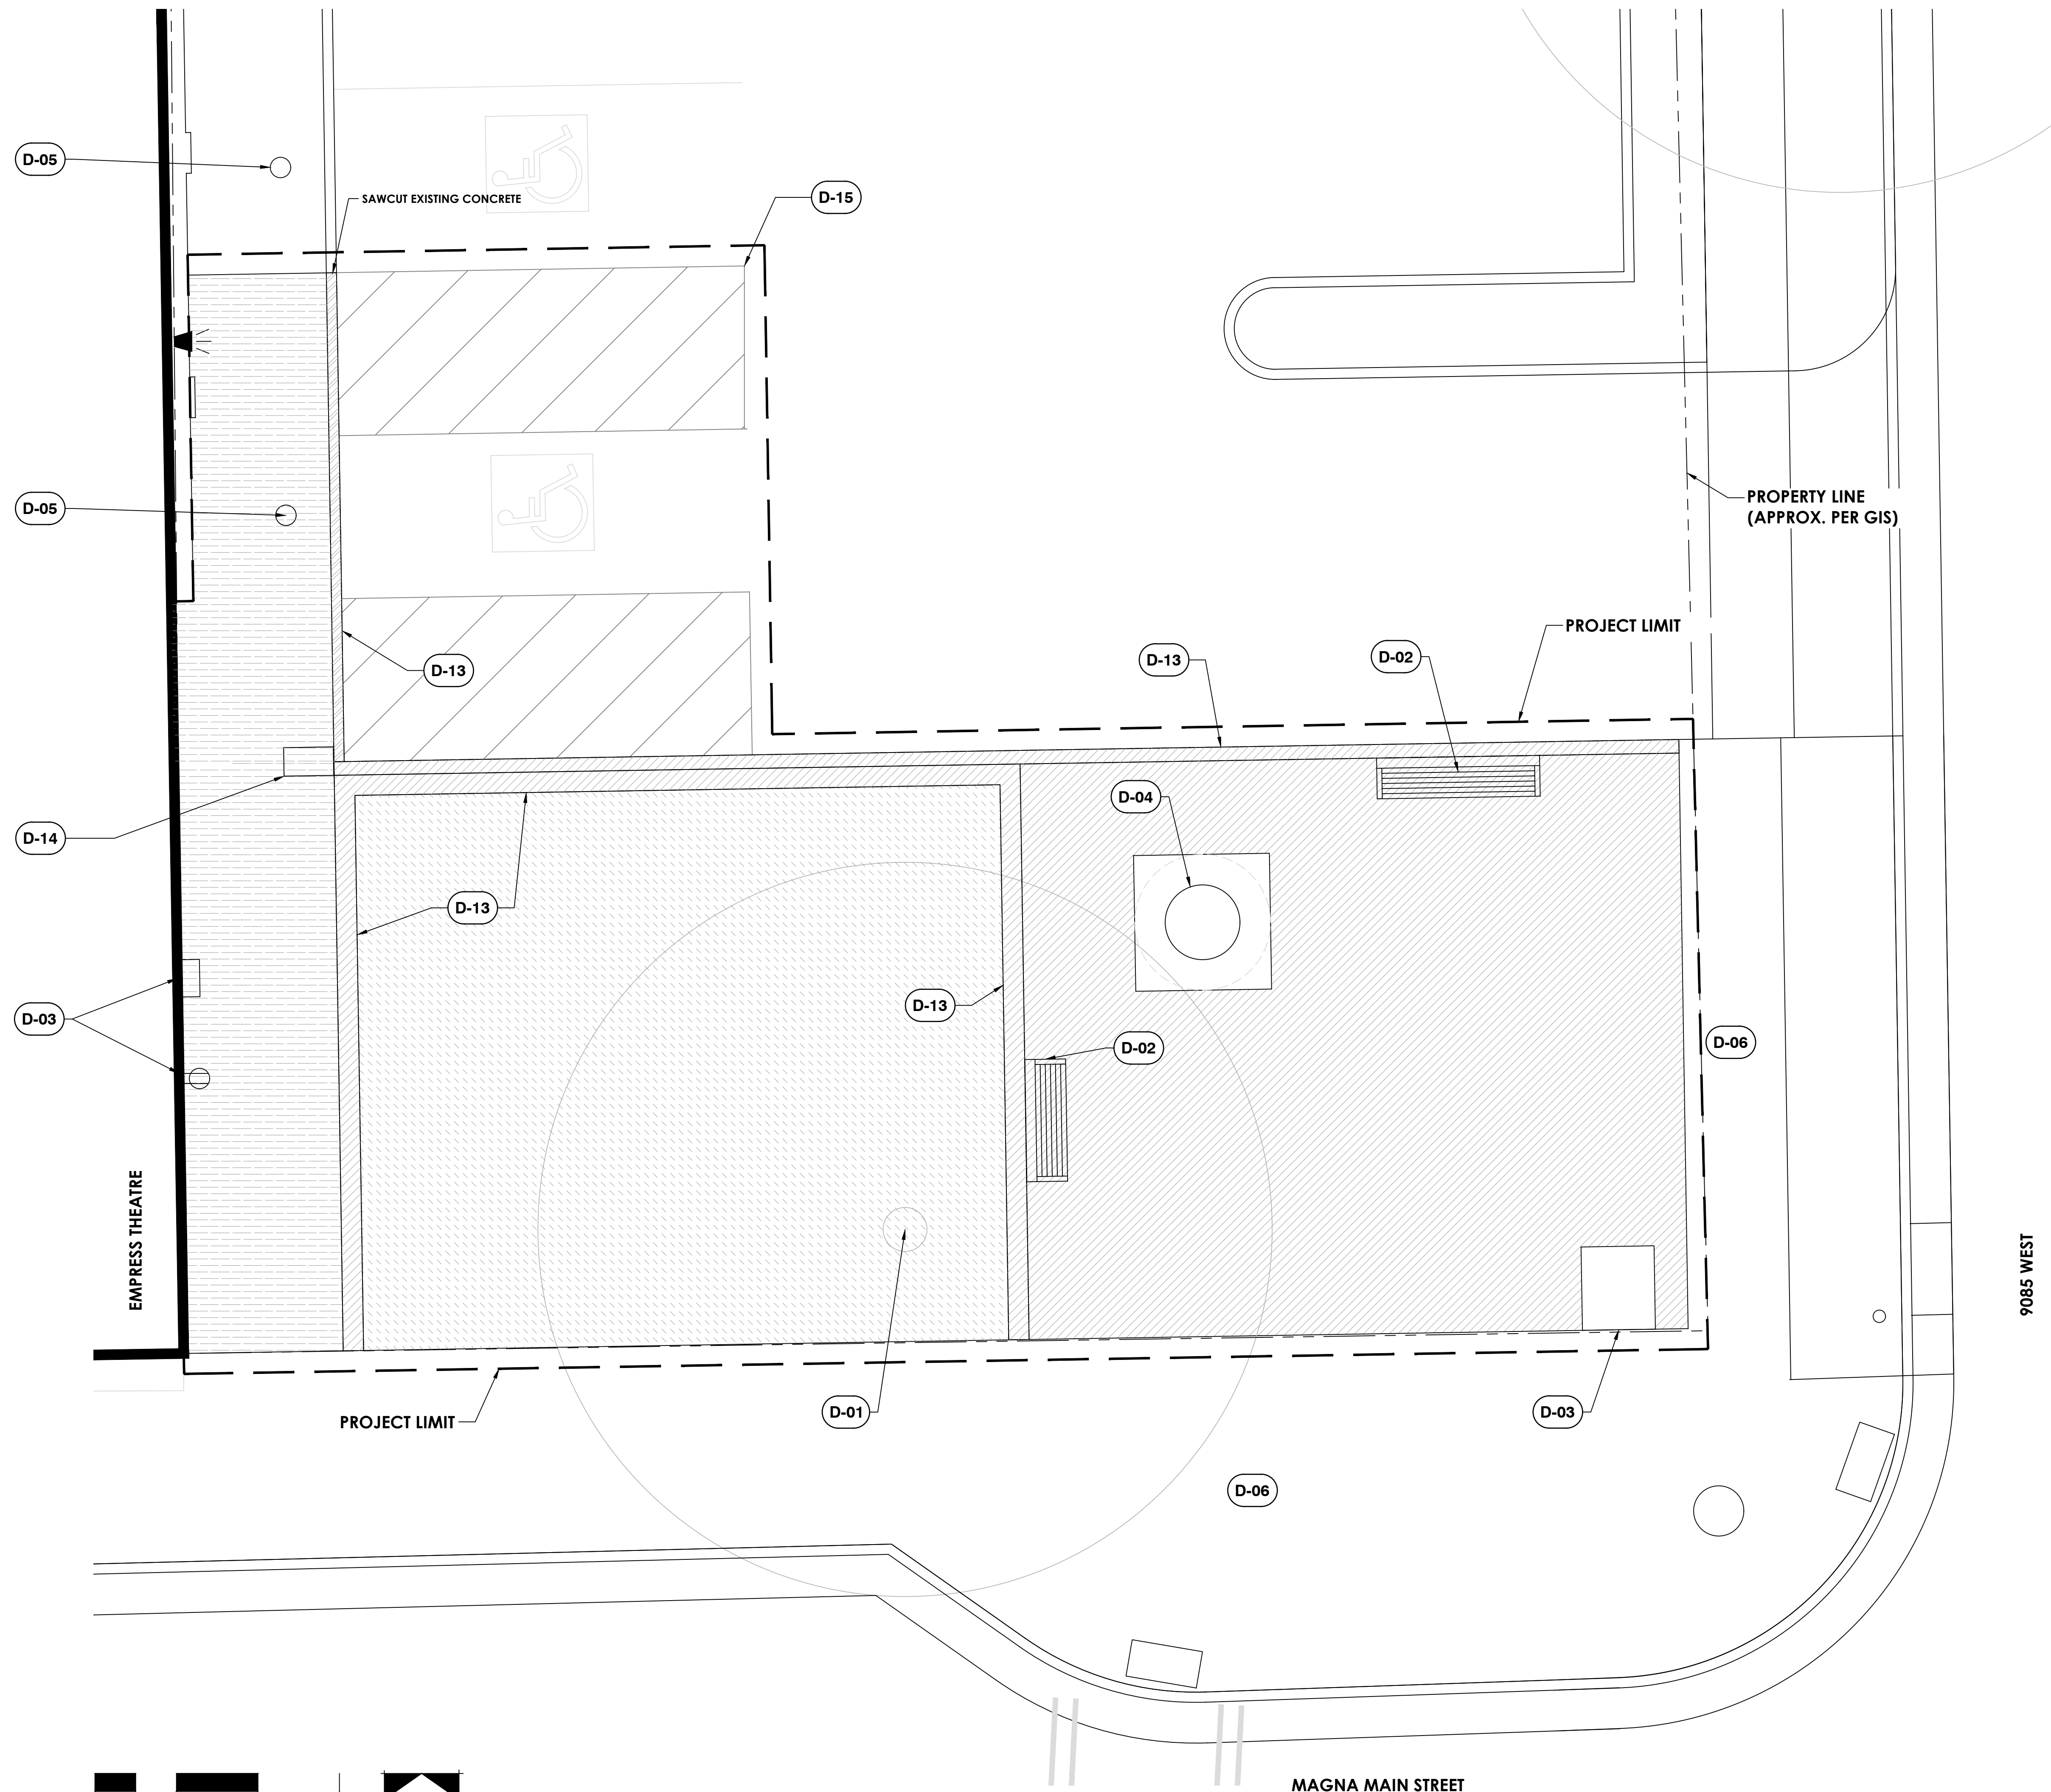 D-05
D-15
SAWCUT EXISTING CONCRETE
PROPERTY LINE
(APPROX. PER GIS)
D-05
PROJECT LIMIT
D-13
D-13
D-02
D-04
D-14
D-13
D-13
D-03
D-02
D-06
EMPRESS THEATRE
9085 WEST
PROJECT LIMIT
D-01
D-03
D-06
MAGNA MAIN STREET